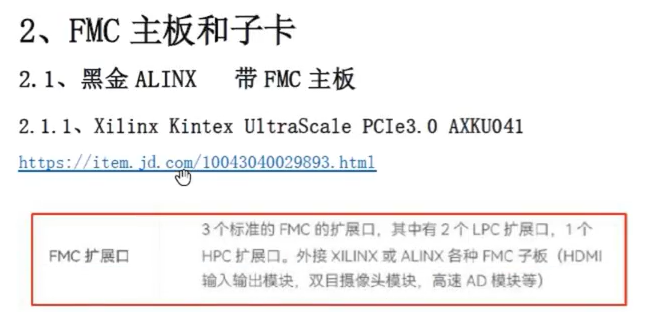 2、FMC 主板和子卡
2.1、黑金 ALINX 带 FMC 主板
2.1.1、Xilinx Kintex UltraScale PCIe3.0 AXKU041
https://item.jd.com/10043040029893.html
3 个标准的 FMC 的扩展口，其中有 2 个 LPC 扩展口，1 个
FMC 扩展口
HPC 扩展口。外接 XILINX 或 ALINX 各种 FMC 子板（HDMI
输入输出模块，双目摄像头模块，高速 AD 模块等）